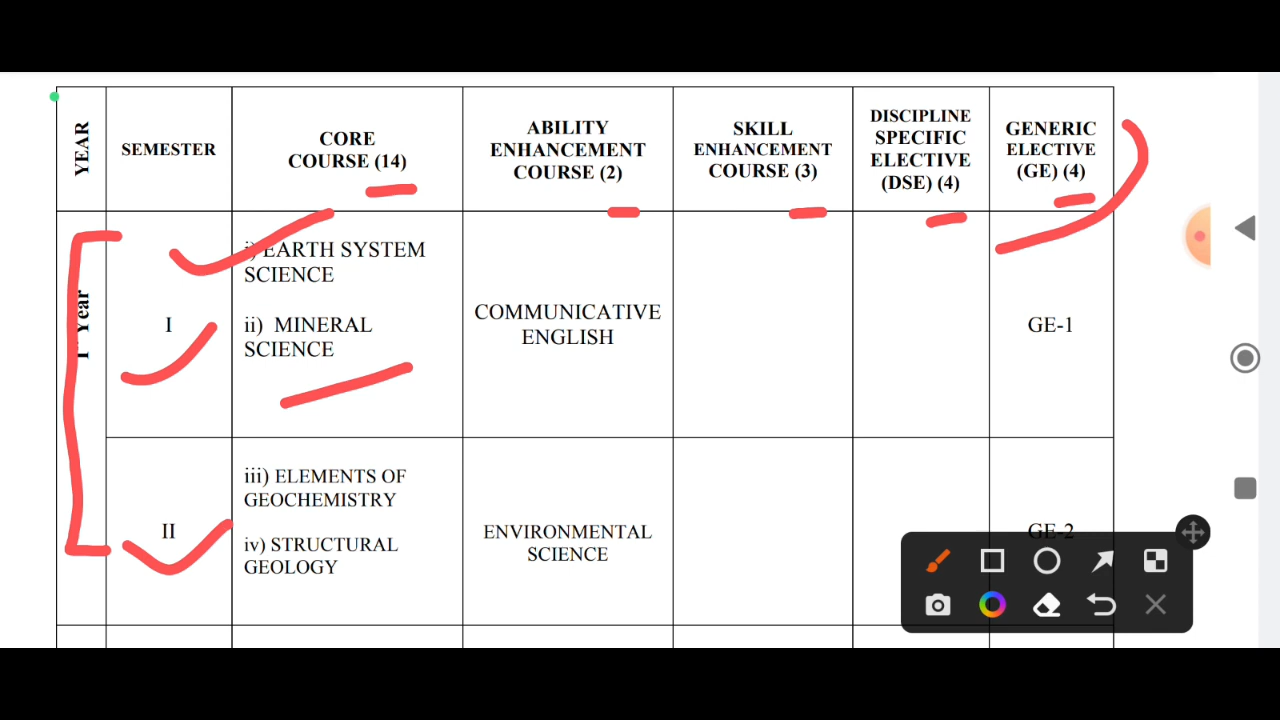 YEAR
SEMESTER
CORE
COURSE (14)
ABILITY
ENHANCEMENT
COURSE (2)
SKILL
ENHANCEMENT
COURSE (3)
DISCIPLINE
SPECIFIC
ELECTIVE
(DSE) (4)
GENERIC
ELECTIVE
(GE) (4)
Year
I
i) EARTH SYSTEM
SCIENCE
ii) MINERAL
SCIENCE
COMMUNICATIVE
ENGLISH
GE-1
II
iii) ELEMENTS OF
GEOCHEMISTRY
iv) STRUCTURAL
GEOLOGY
ENVIRONMENTAL
SCIENCE
GE-2